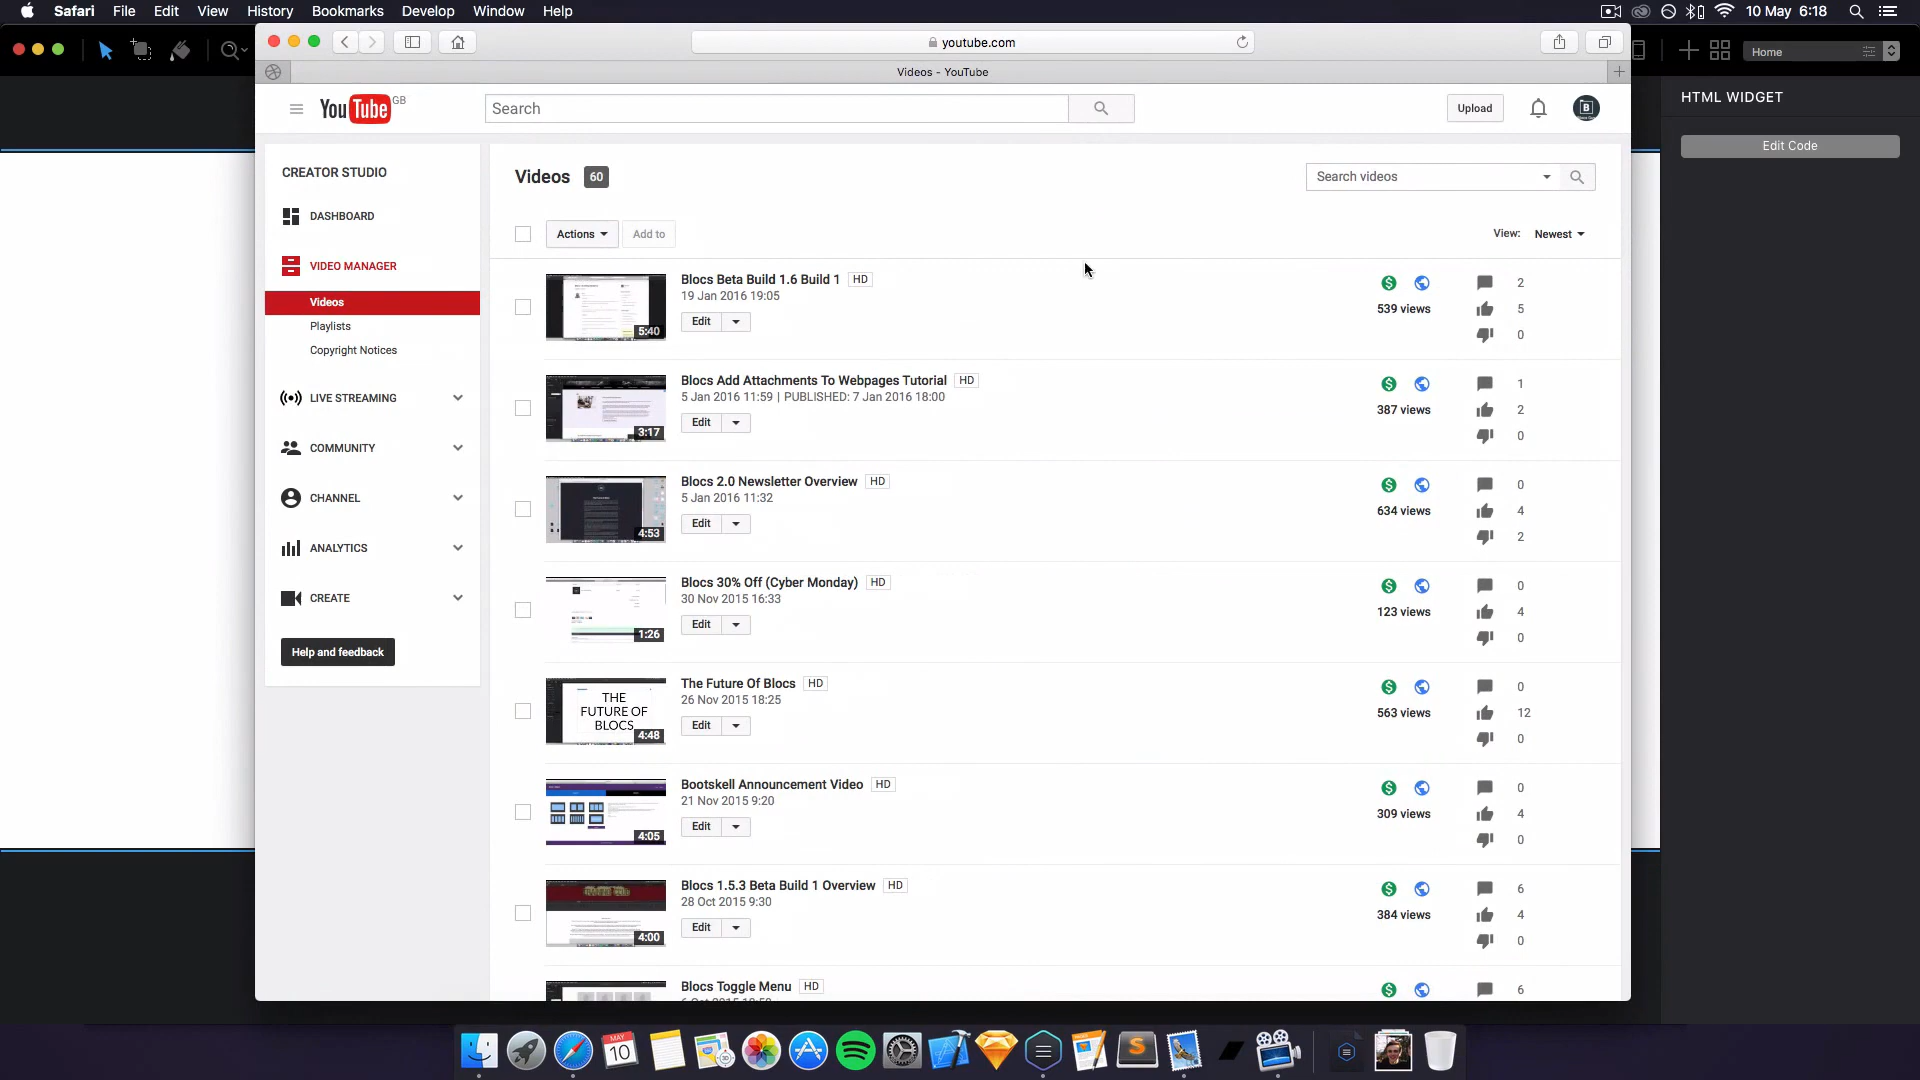 Safari File Edit View History Bookmarks Develop Window Help
10 May 6:18
youtube.com
Home
Videos - YouTube
HTML WIDGET
YouTube GB
Search
Upload
B
Edit Code
CREATOR STUDIO
DASHBOARD
VIDEO MANAGER
Videos
Playlists
Copyright Notices
LIVE STREAMING
COMMUNITY
CHANNEL
ANALYTICS
CREATE
Help and feedback
Videos 60
Search videos
Actions Add to
View: Newest
Blocs Beta Build 1.6 Build 1 HD
19 Jan 2016 19:05
Edit
5:40
539 views
2
5
0
Blocs Add Attachments To Webpages Tutorial HD
5 Jan 2016 11:59 | PUBLISHED: 7 Jan 2016 18:00
Edit
3:17
387 views
1
2
0
Blocs 2.0 Newsletter Overview HD
5 Jan 2016 11:32
Edit
4:53
634 views
0
4
2
Blocs 30% Off (Cyber Monday) HD
30 Nov 2015 16:33
Edit
1:26
123 views
0
4
0
The Future Of Blocs HD
26 Nov 2015 18:25
Edit
THE
FUTURE OF
BLOCS
4:48
563 views
0
12
0
Bootskell Announcement Video HD
21 Nov 2015 9:20
Edit
4:05
309 views
0
4
0
Blocs 1.5.3 Beta Build 1 Overview HD
28 Oct 2015 9:30
Edit
4:00
384 views
6
4
0
Blocs Toggle Menu HD
6
MAY
10